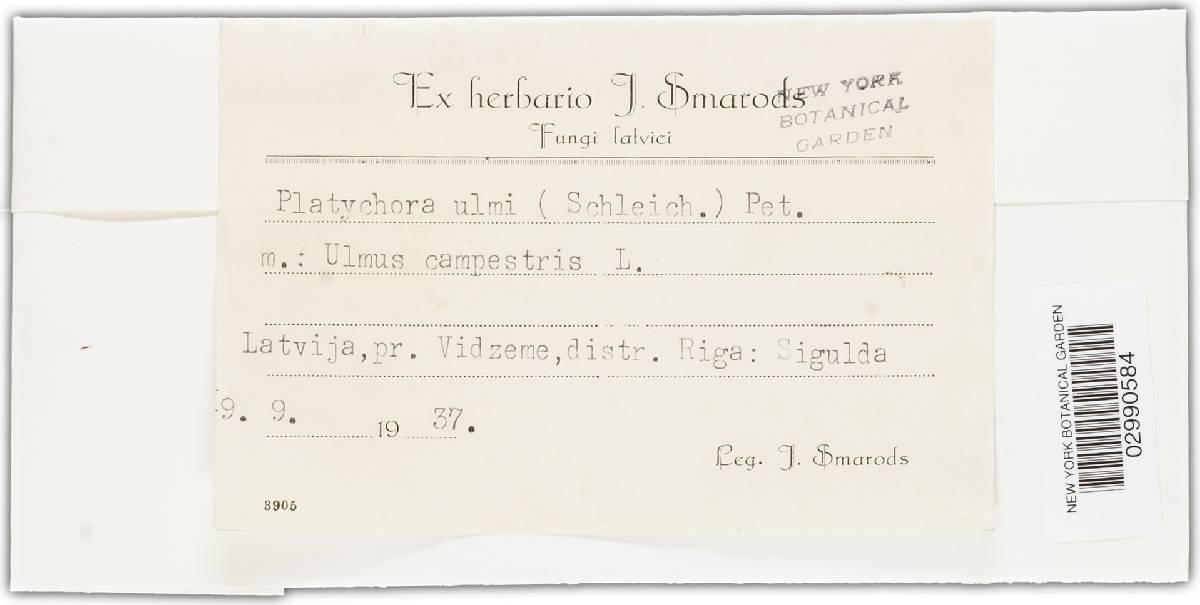 Ex herbario J. Smarods
Fungi latvici
NEW YORK
BOTANICAL
GARDEN
Platychora ulmi ( Schleich.) Pet.
m.: Ulmus campestris L.
Latvija,pr. Vidzeme,distr. Riga: Sigulda
9. 9. 19 37.
Leg. J. Smarods
3905
NEW YORK BOTANICAL GARDEN
02990584